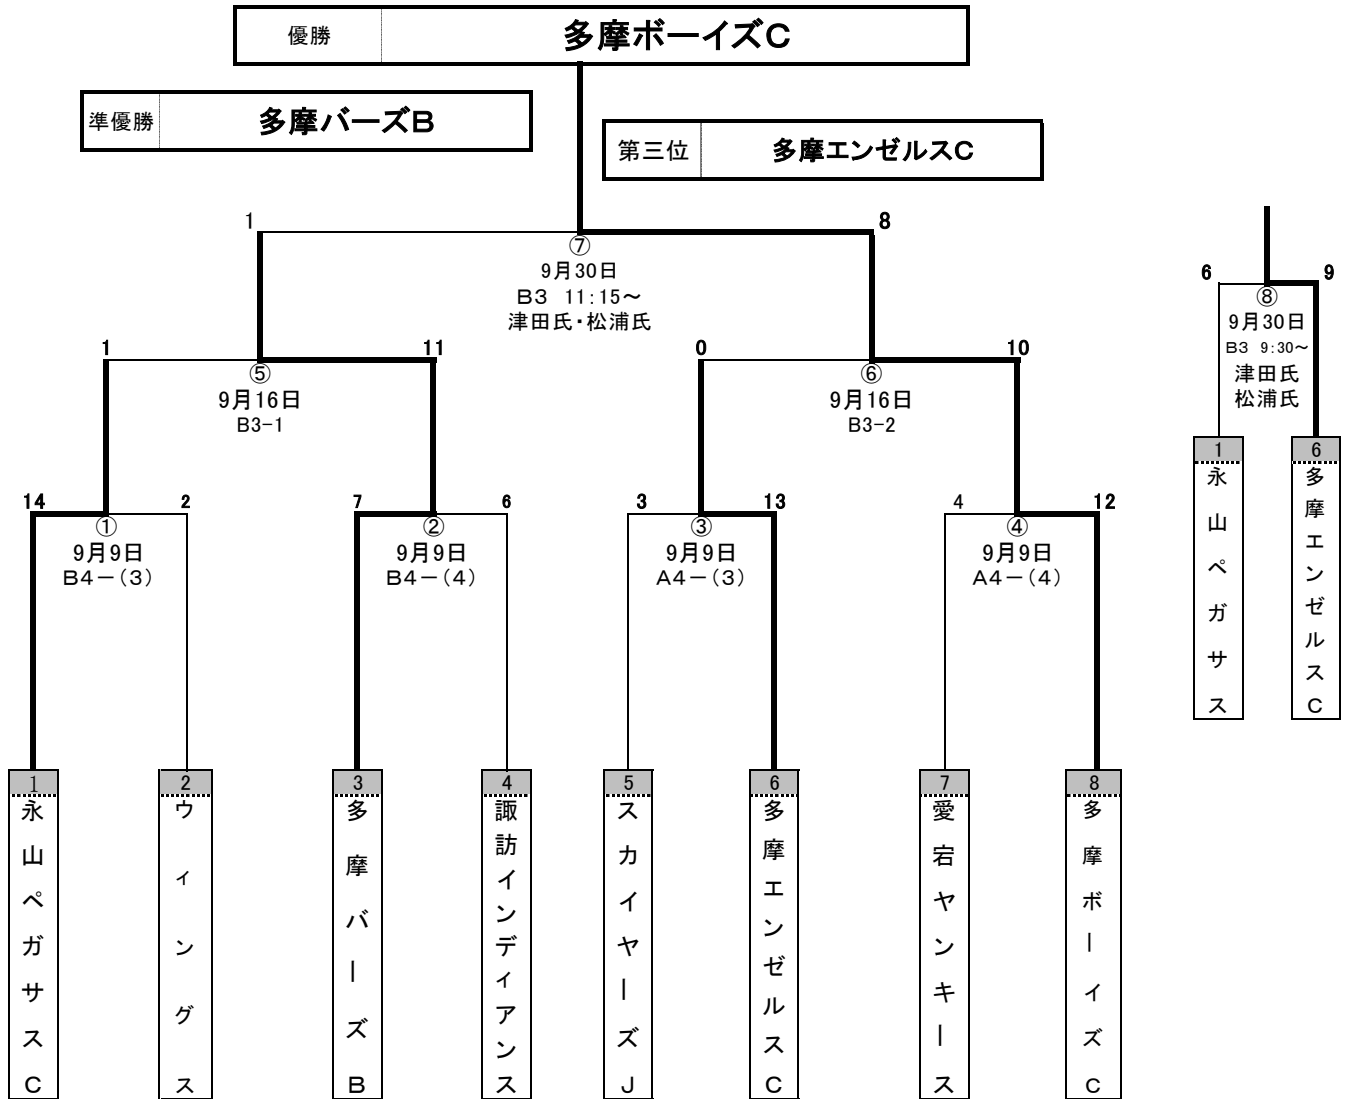 優勝 多摩ボーイズC
準優勝 多摩バーズB
第三位 多摩エンゼルスC
1 8
⑦
9月30日
B3 11:15～
津田氏・松浦氏
6 9
⑧
9月30日
B3 9:30～
津田氏
松浦氏
1
永山ペガサス
6
多摩エンゼルスC
1 11
⑤
9月16日
B3-1
0 10
⑥
9月16日
B3-2
14 2
①
9月9日
B4－(3)
7 6
②
9月9日
B4－(4)
3 13
③
9月9日
A4－(3)
4 12
④
9月9日
A4－(4)
1
永山ペガサスC
2
ウィングス
3
多摩バーズB
4
諏訪インディアンス
5
スカイヤーズJ
6
多摩エンゼルスC
7
愛宕ヤンキース
8
多摩ボーイズC